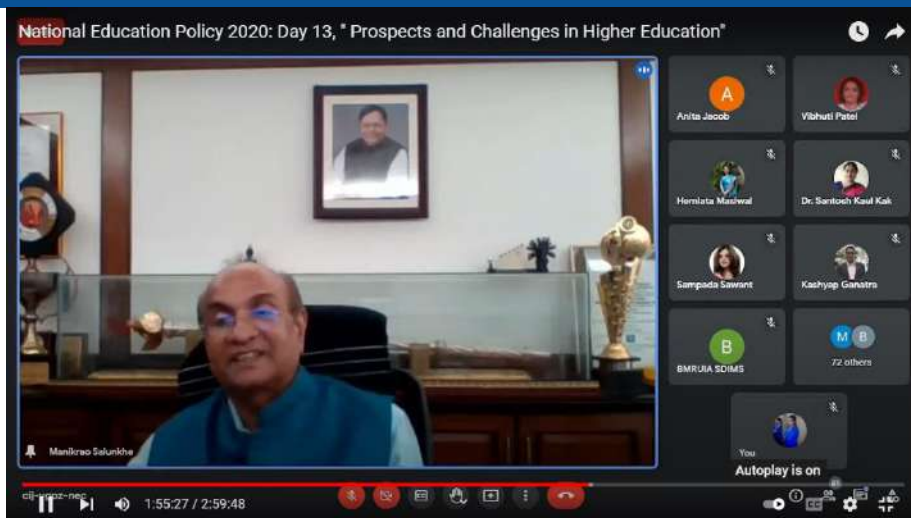 National Education Policy 2020: Day 13, " Prospects and Challenges in Higher Education"
A
Anita Jacob
Vibhuti Patel
Hemlata Masiwal
Dr. Santosh Kaul Kak
Sampada Sawant
Kashyap Ganatra
B
BMRUIA SDIMS
M B
72 others
Manikrao Salunkhe
You
Autoplay is on
1:55:27 / 2:59:48
CC